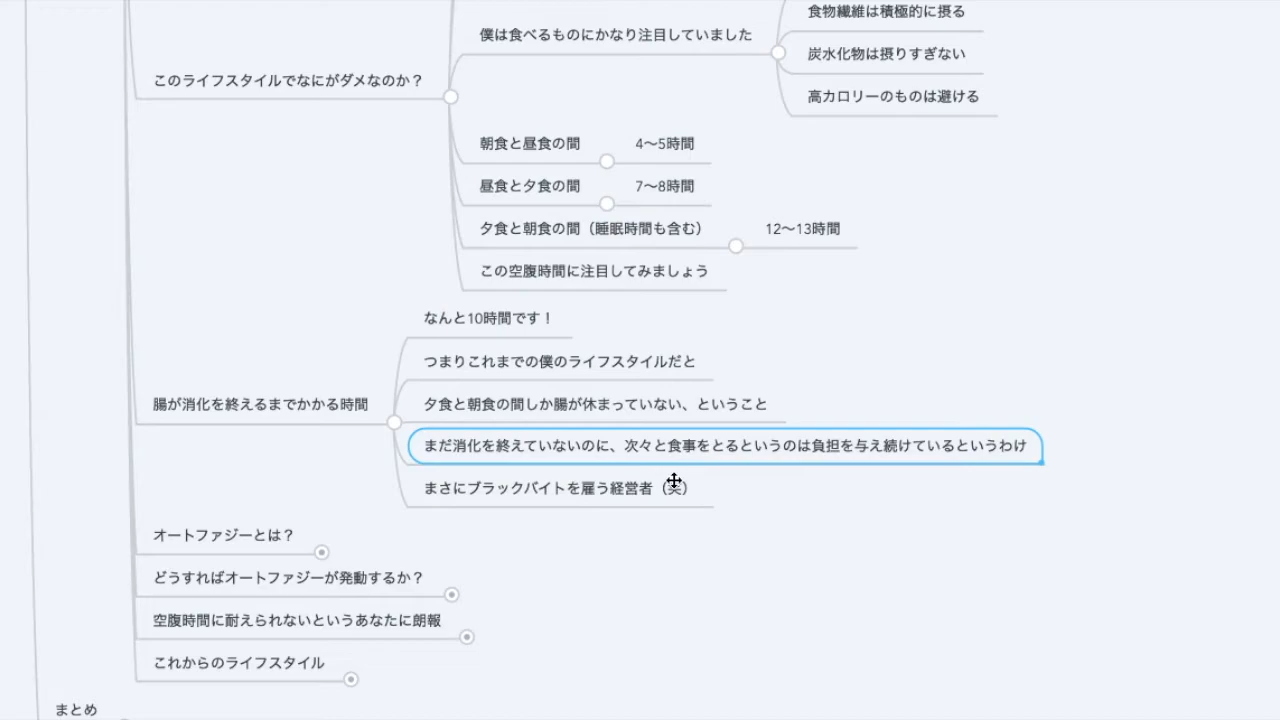 食物繊維は積極的に摂る
僕は食べるものにかなり注目していました
炭水化物は摂りすぎない
このライフスタイルでなにがダメなのか？
高カロリーのものは避ける
朝食と昼食の間 4〜5時間
昼食と夕食の間 7〜8時間
夕食と朝食の間（睡眠時間も含む） 12〜13時間
この空腹時間に注目してみましょう
なんと10時間です！
つまりこれまでの僕のライフスタイルだと
腸が消化を終えるまでかかる時間
夕食と朝食の間しか腸が休まっていない、ということ
まだ消化を終えていないのに、次々と食事をとるというのは負担を与え続けているというわけ
まさにブラックバイトを雇う経営者（笑）
オートファジーとは？
どうすればオートファジーが発動するか？
空腹時間に耐えられないというあなたに朗報
これからのライフスタイル
まとめ